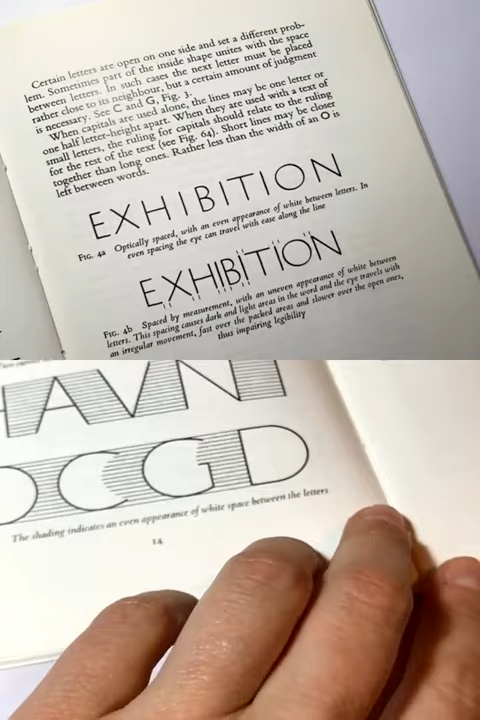 Certain letters are open on one side and set a different prob-
lem. Sometimes part of the inside shape unites with the space
between letters. In such cases the next letter must be placed
rather close to its neighbour, but a certain amount of judgment
is necessary. See C and G, Fig. 3.
When capitals are used alone, the lines may be one letter or
one half letter-height apart. When they are used with a text of
small letters, the ruling for capitals should relate to the ruling
for the rest of the text (see Fig. 64). Short lines may be closer
together than long ones. Rather less than the width of an O is
left between words.
EXHIBITION
FIG. 4a Optically spaced, with an even appearance of white between letters. In
even spacing the eye can travel with ease along the line
EXHIBITION
FIG. 4b Spaced by measurement, with an uneven appearance of white between
letters. This spacing causes dark and light areas in the word and the eye travels with
an irregular movement, fast over the packed areas and slower over the open ones,
thus impairing legibility
HAVN
OCGD
The shading indicates an even appearance of white space between the letters
14